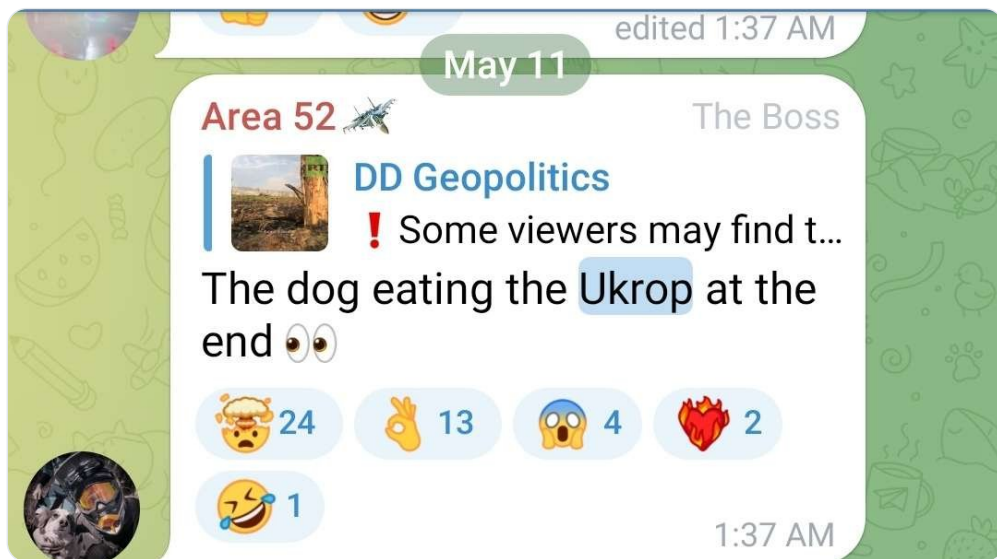 edited 1:37 AM
May 11
Area 52 The Boss
RT
DD Geopolitics
❗ Some viewers may find t...
The dog eating the Ukrop at the
end 👀
🤯 24 👌 13 😱 4 ❤️‍🔥 2
🤣 1
1:37 AM